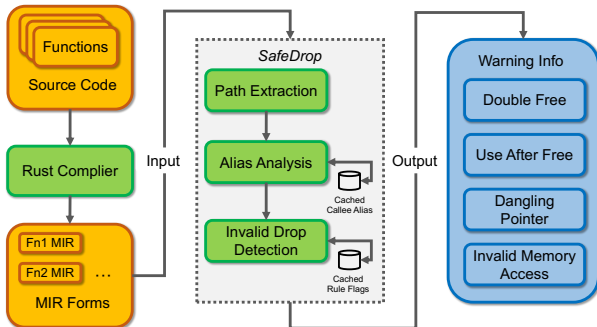 Functions
Source Code
Rust Complier
Fn1 MIR
Fn2 MIR
...
MIR Forms
Input
SafeDrop
Path Extraction
Alias Analysis
Cached
Callee Alias
Invalid Drop
Detection
Cached
Rule Flags
Output
Warning Info
Double Free
Use After Free
Dangling
Pointer
Invalid Memory
Access